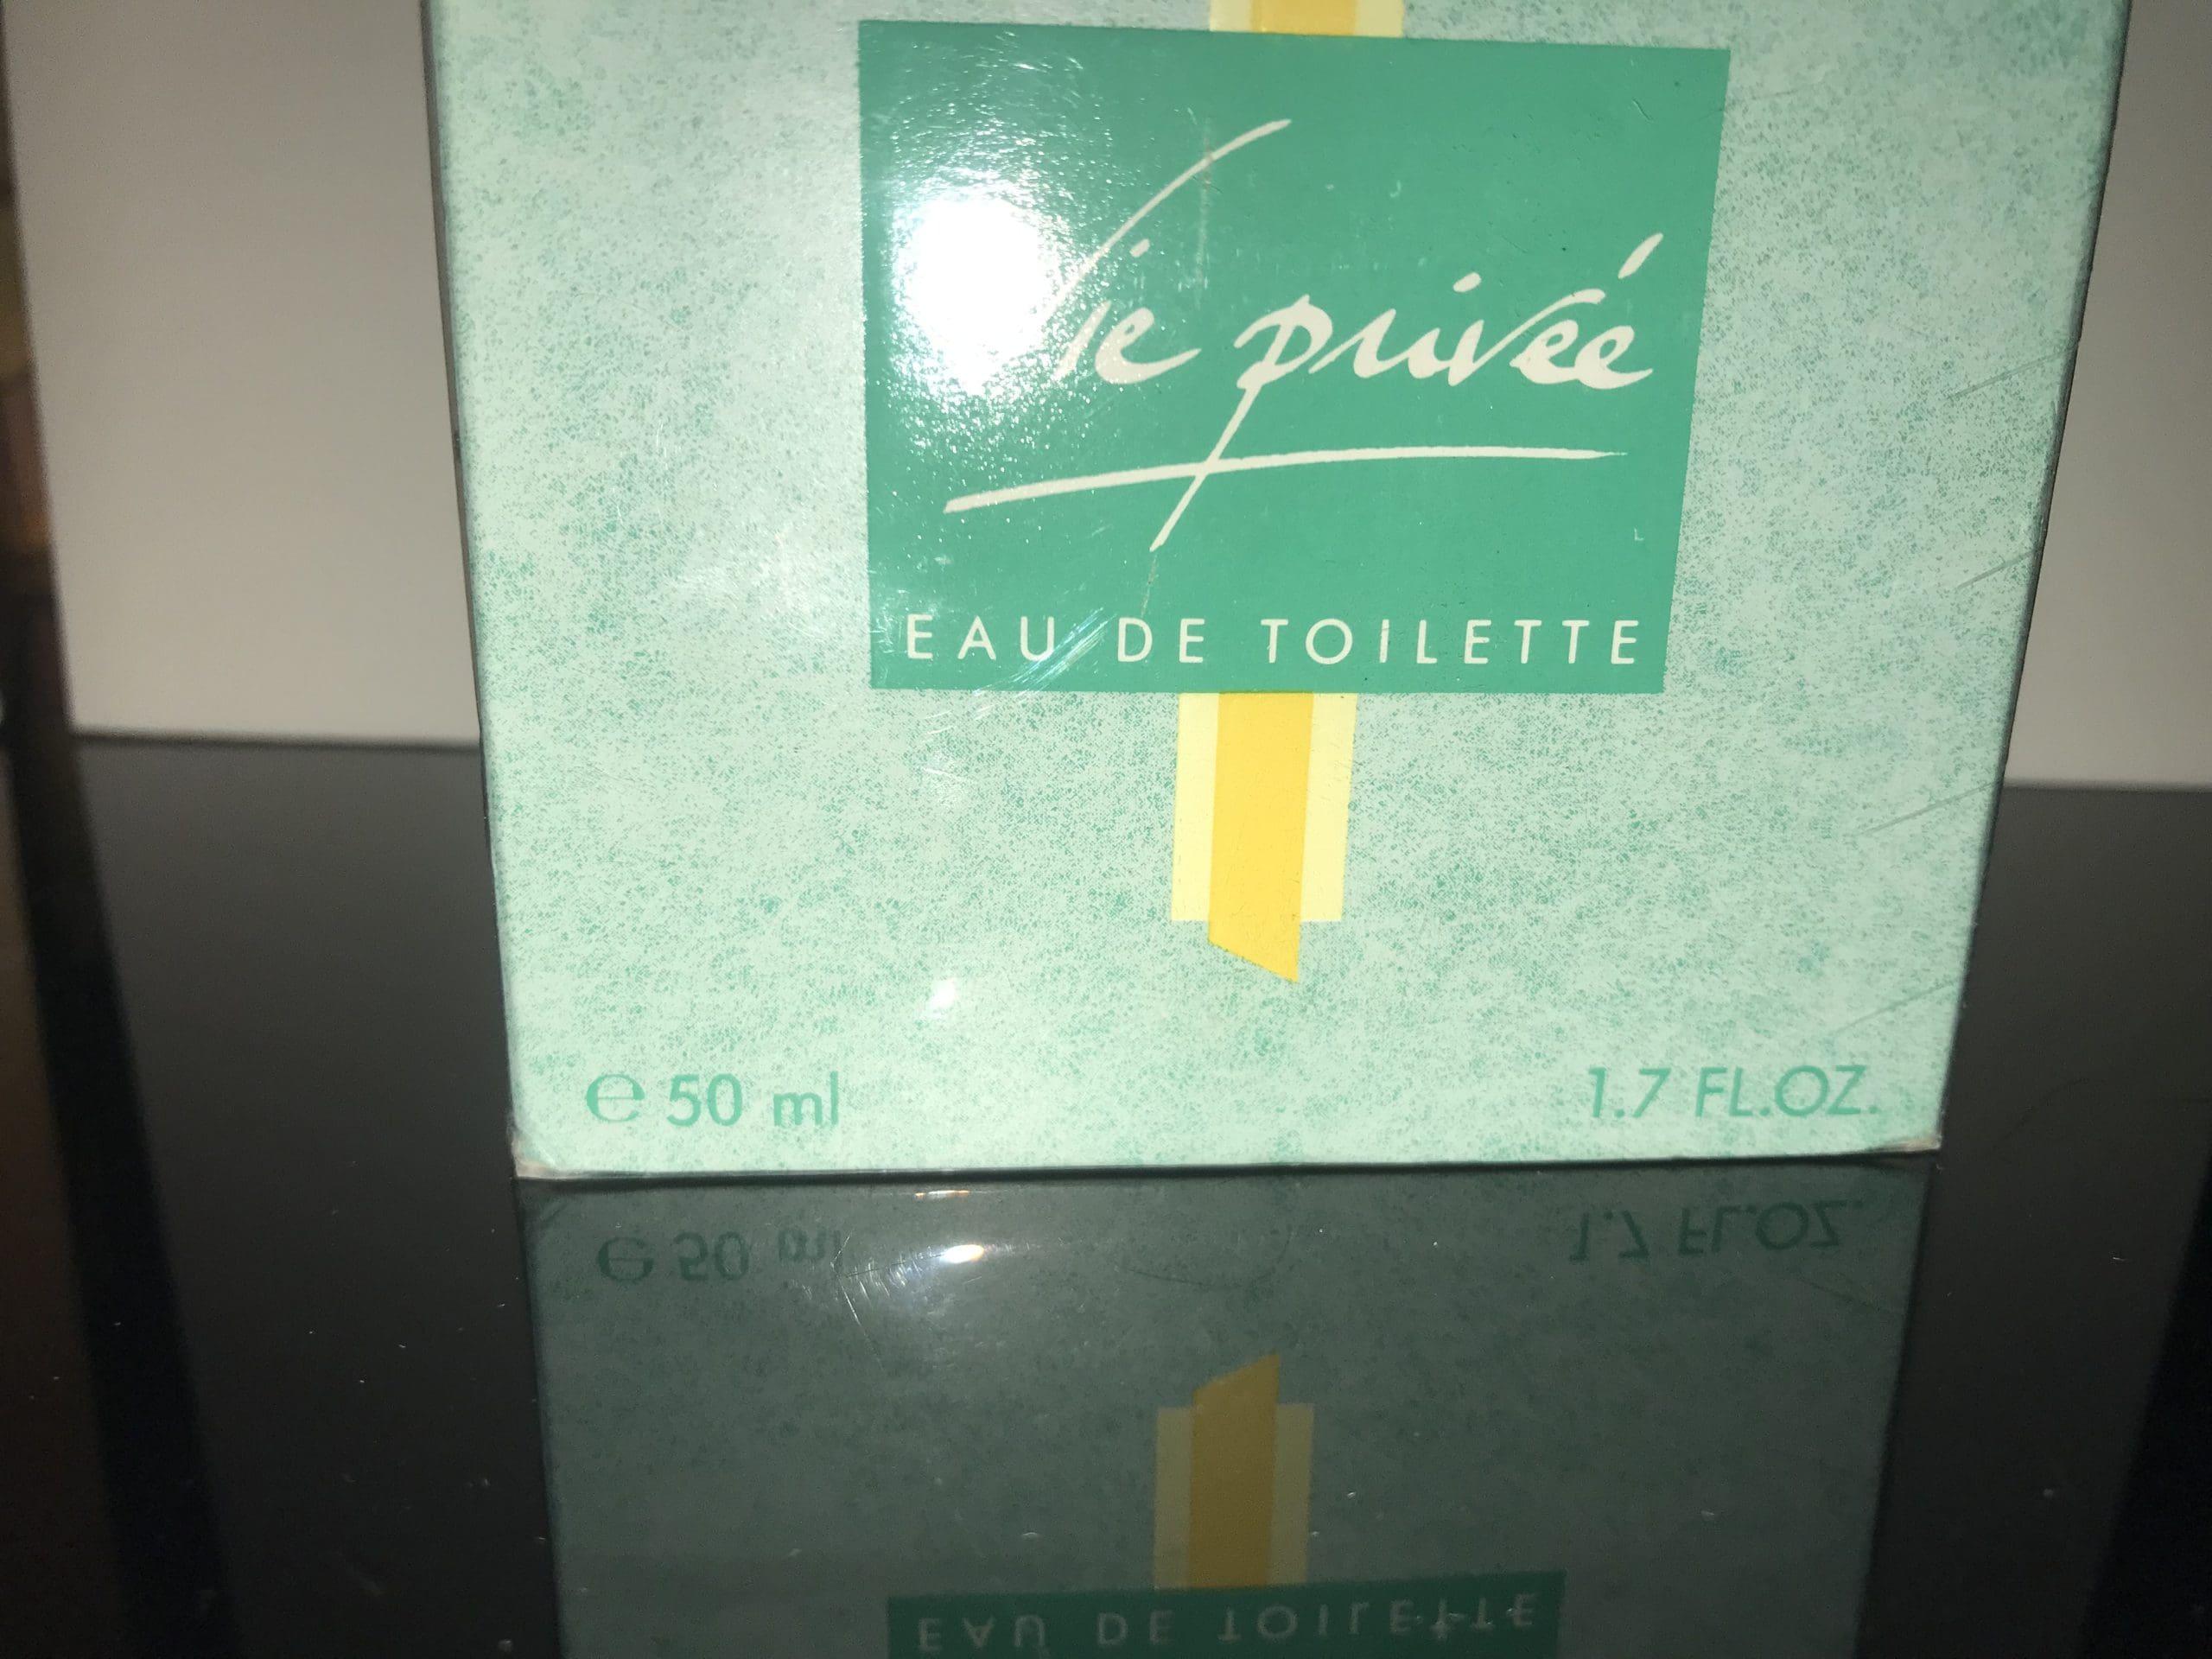 Vie privée
EAU DE TOILETTE
℮ 50 ml
1.7 FL.OZ.